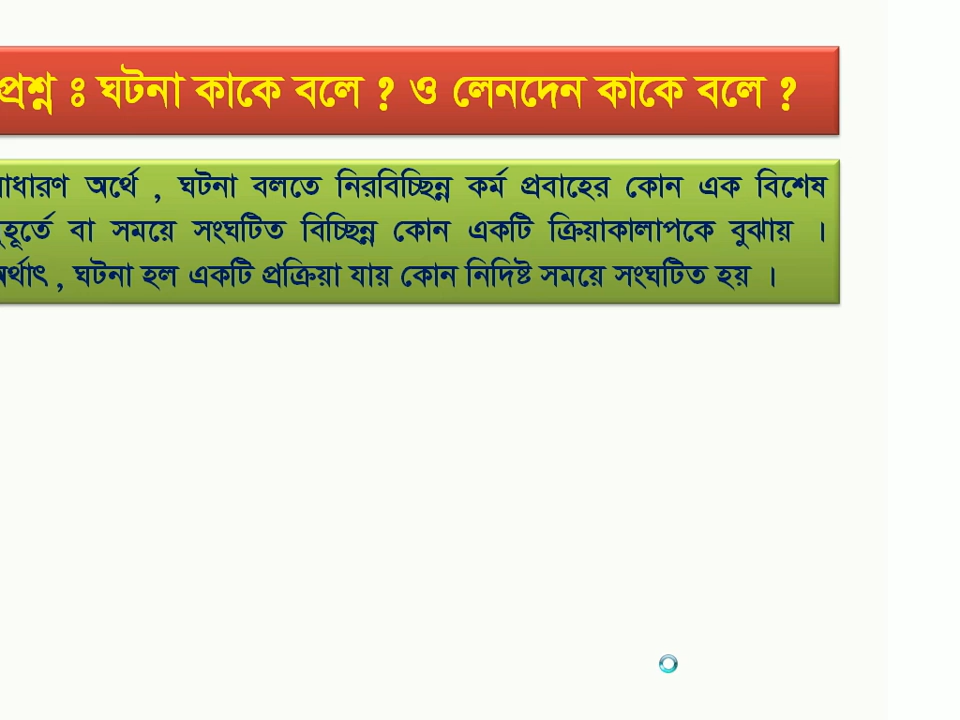 প্রশ্ন ঃ ঘটনা কাকে বলে ? ও লেনদেন কাকে বলে ?
অর্থে , ঘটনা বলতে নিরবিচ্ছিন্ন কর্ম প্রবাহের কোন এক বিশেষ
বা সময়ে সংঘটিত বিচ্ছিন্ন কোন একটি ক্রিয়াকালাপকে বুঝায় ।
, ঘটনা হল একটি প্রক্রিয়া যায় কোন নিদিষ্ট সময়ে সংঘটিত হয় ।